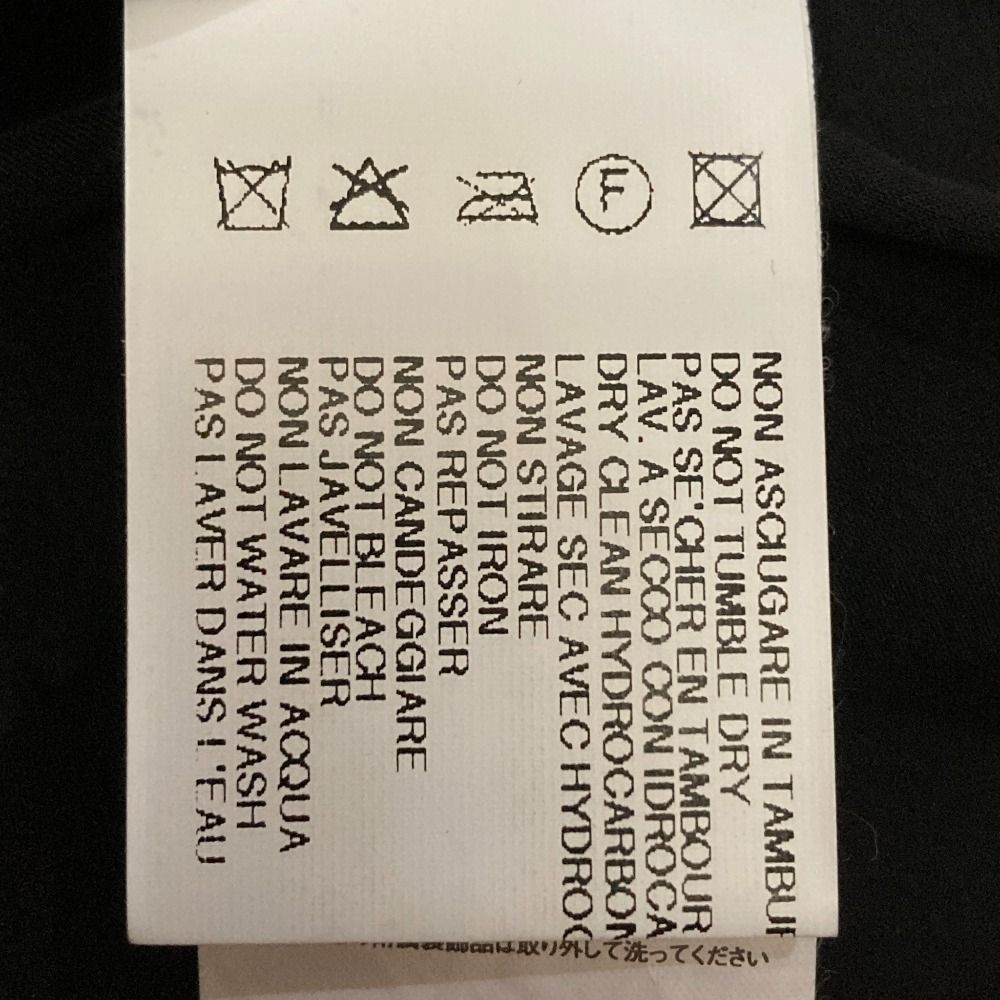 NON ASCIUGARE IN TAMBUR
DO NOT TUMBLE DRY
PAS SE'CHER EN TAMBOUR
LAV. A SECCO CON IDROCA
DRY CLEAN HYDROCARBON
LAVAGE SEC AVEC HYDROC
NON STIRARE
DO NOT IRON
PAS REPASSER
NON CANDEGGIARE
DO NOT BLEACH
PAS JAVELLISER
NON LAVARE IN ACQUA
DO NOT WATER WASH
PAS LAVER DANS L'EAU
F
装飾品は取り外して洗ってください